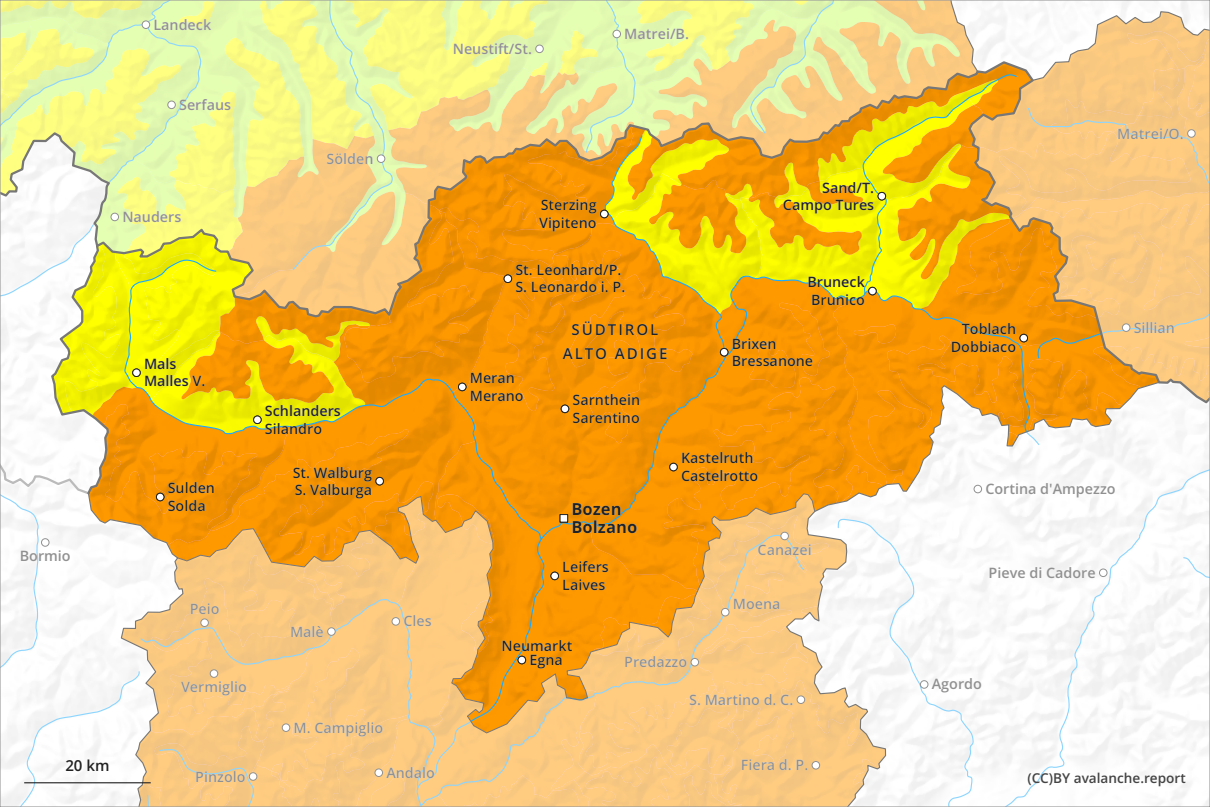 Landeck
Neustift/St.
Matrei/B.
Serfaus
Matrei/O.
Sölden
Nauders
Sand/T.
Campo Tures
Sterzing
Vipiteno
St. Leonhard/P.
S. Leonardo i. P.
Bruneck
Brunico
SÜDTIROL
ALTO ADIGE
Toblach
Dobbiaco
Sillian
Brixen
Bressanone
Mals
Malles V.
Meran
Merano
Sarnthein
Sarentino
Schlanders
Silandro
Kastelruth
Castelrotto
St. Walburg
S. Valburga
Sulden
Solda
Cortina d'Ampezzo
Bozen
Bolzano
Bormio
Canazei
Leifers
Laives
Pieve di Cadore
Peio
Moena
Malè
Cles
Neumarkt
Egna
Predazzo
Vermiglio
Agordo
S. Martino d. C.
M. Campiglio
20 km
Pinzolo
Andalo
Fiera d. P.
(CC)BY avalanche.report